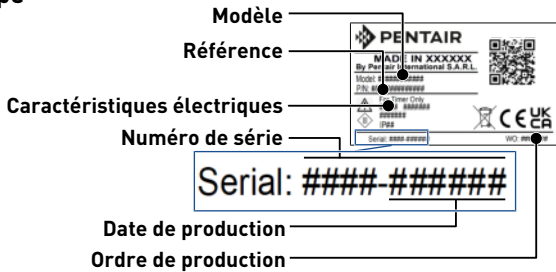 Modèle
Référence
Caractéristiques électriques
Numéro de série
Date de production
Ordre de production
PENTAIR
MADE IN XXXXXX
By Pentair International S.A.R.L.
Model: ###########
P/N: ############
For Timer Only
#### #######
#######
IP##
CE UK CA
Serial: ####-######
WO: #######
Serial: ####-######